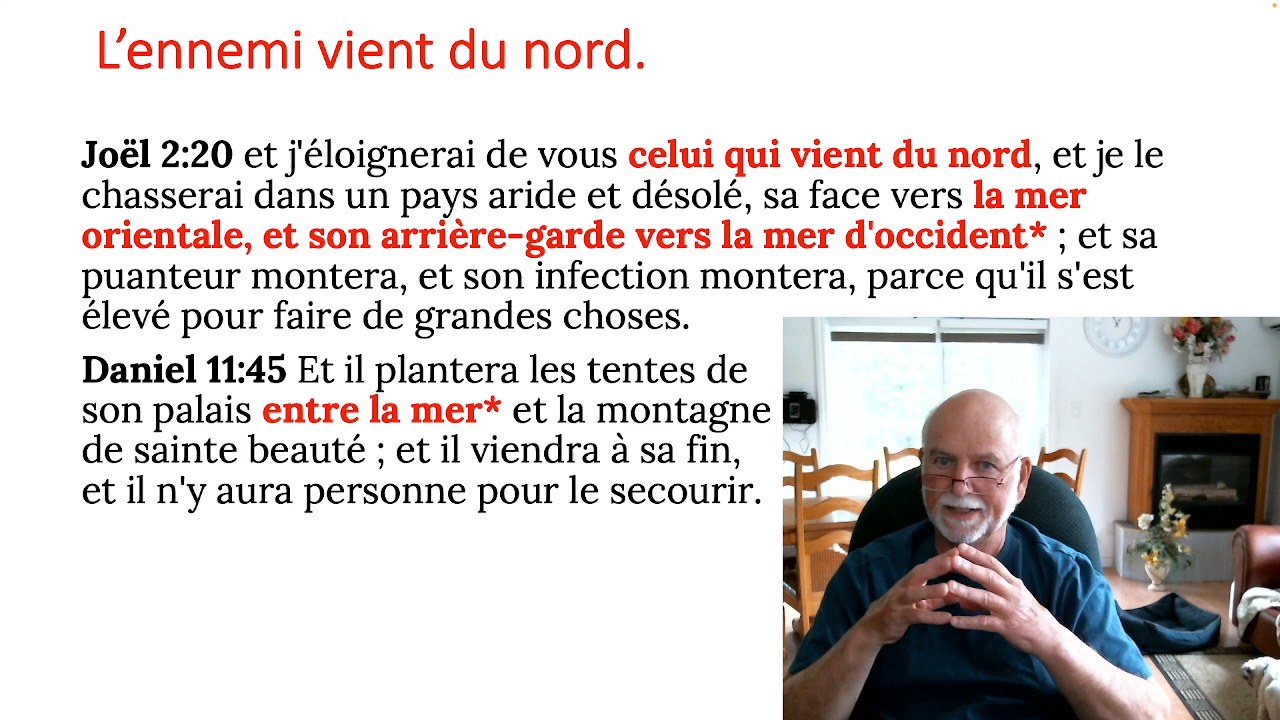 L’ennemi vient du nord.
Joël 2:20 et j'éloignerai de vous celui qui vient du nord, et je le
chasserai dans un pays aride et désolé, sa face vers la mer
orientale, et son arrière-garde vers la mer d'occident* ; et sa
puanteur montera, et son infection montera, parce qu'il s'est
élevé pour faire de grandes choses.
Daniel 11:45 Et il plantera les tentes de
son palais entre la mer* et la montagne
de sainte beauté ; et il viendra à sa fin,
et il n'y aura personne pour le secourir.